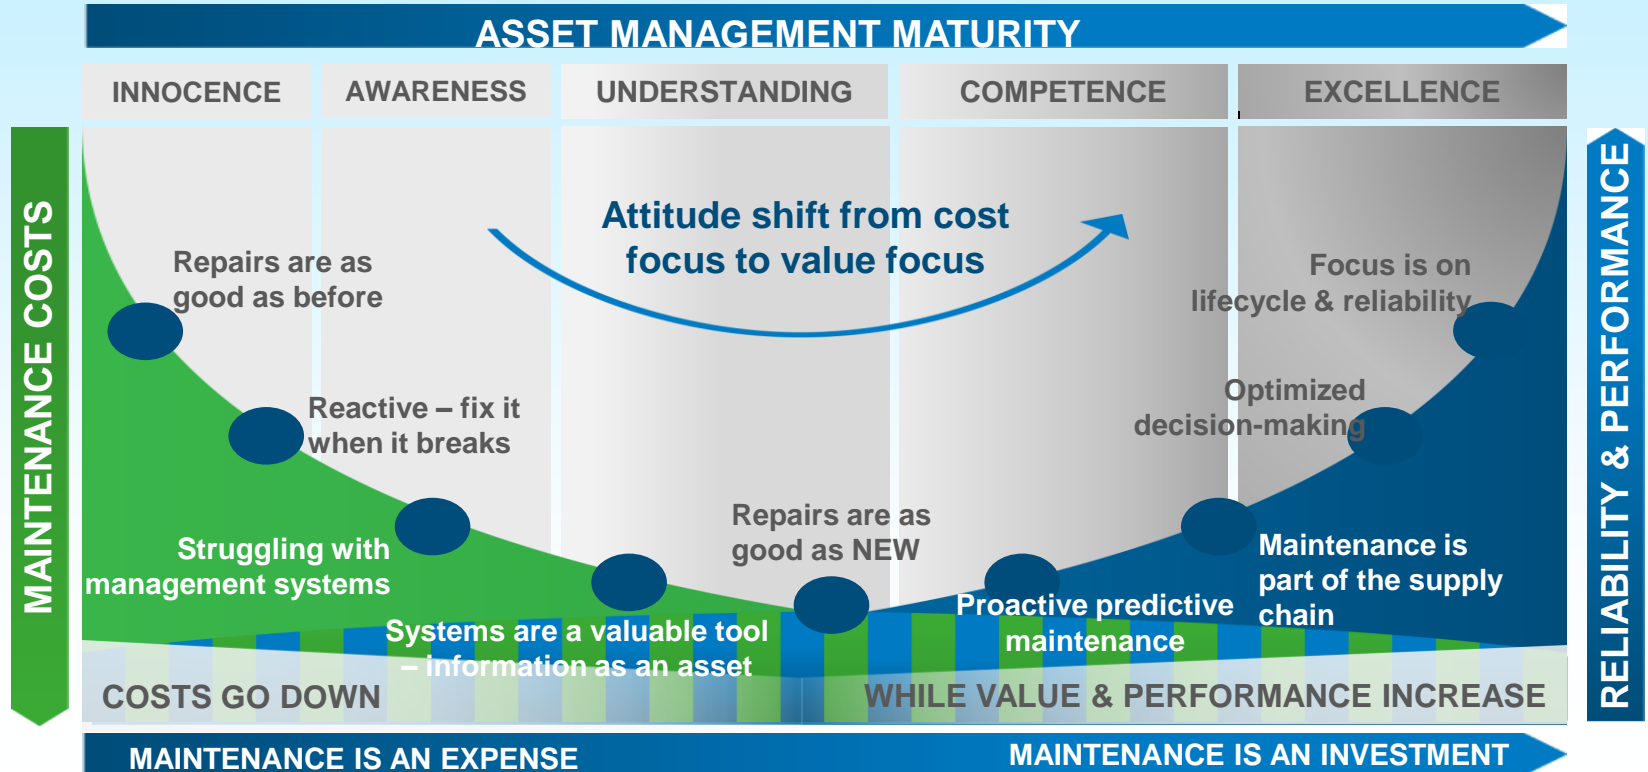 ASSET MANAGEMENT MATURITY
INNOCENCE
AWARENESS
UNDERSTANDING
COMPETENCE
EXCELLENCE
MAINTENANCE COSTS
RELIABILITY & PERFORMANCE
Attitude shift from cost
focus to value focus
Repairs are as
good as before
Reactive – fix it
when it breaks
Struggling with
management systems
Systems are a valuable tool
– information as an asset
Repairs are as
good as NEW
Proactive predictive
maintenance
Maintenance is
part of the supply
chain
Optimized
decision-making
Focus is on
lifecycle & reliability
COSTS GO DOWN
WHILE VALUE & PERFORMANCE INCREASE
MAINTENANCE IS AN EXPENSE
MAINTENANCE IS AN INVESTMENT